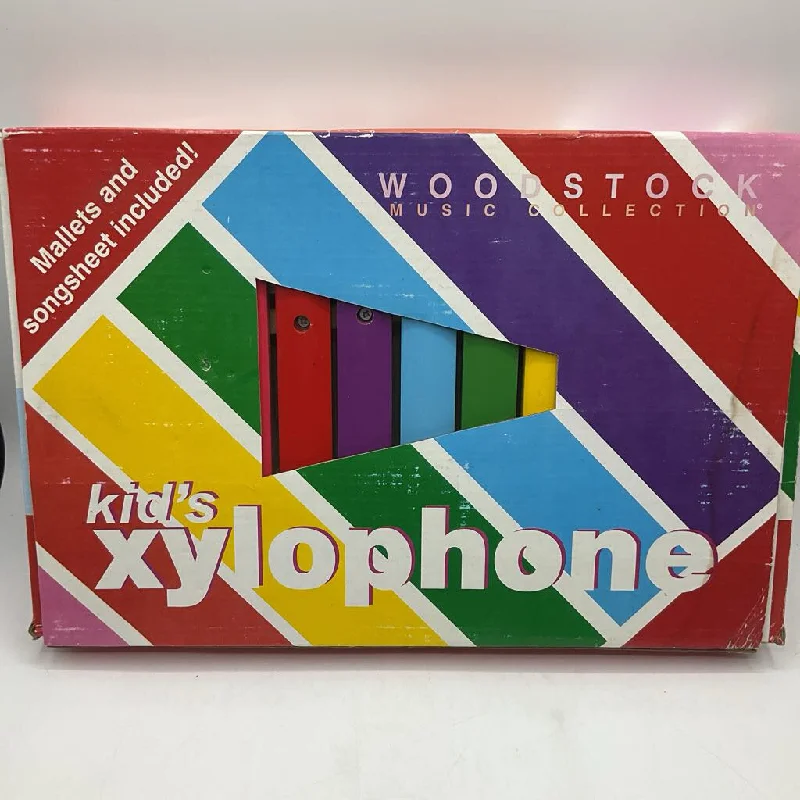 Mallets and
songsheet included!
WOODSTOCK
MUSIC COLLECTION®
kid's
xylophone